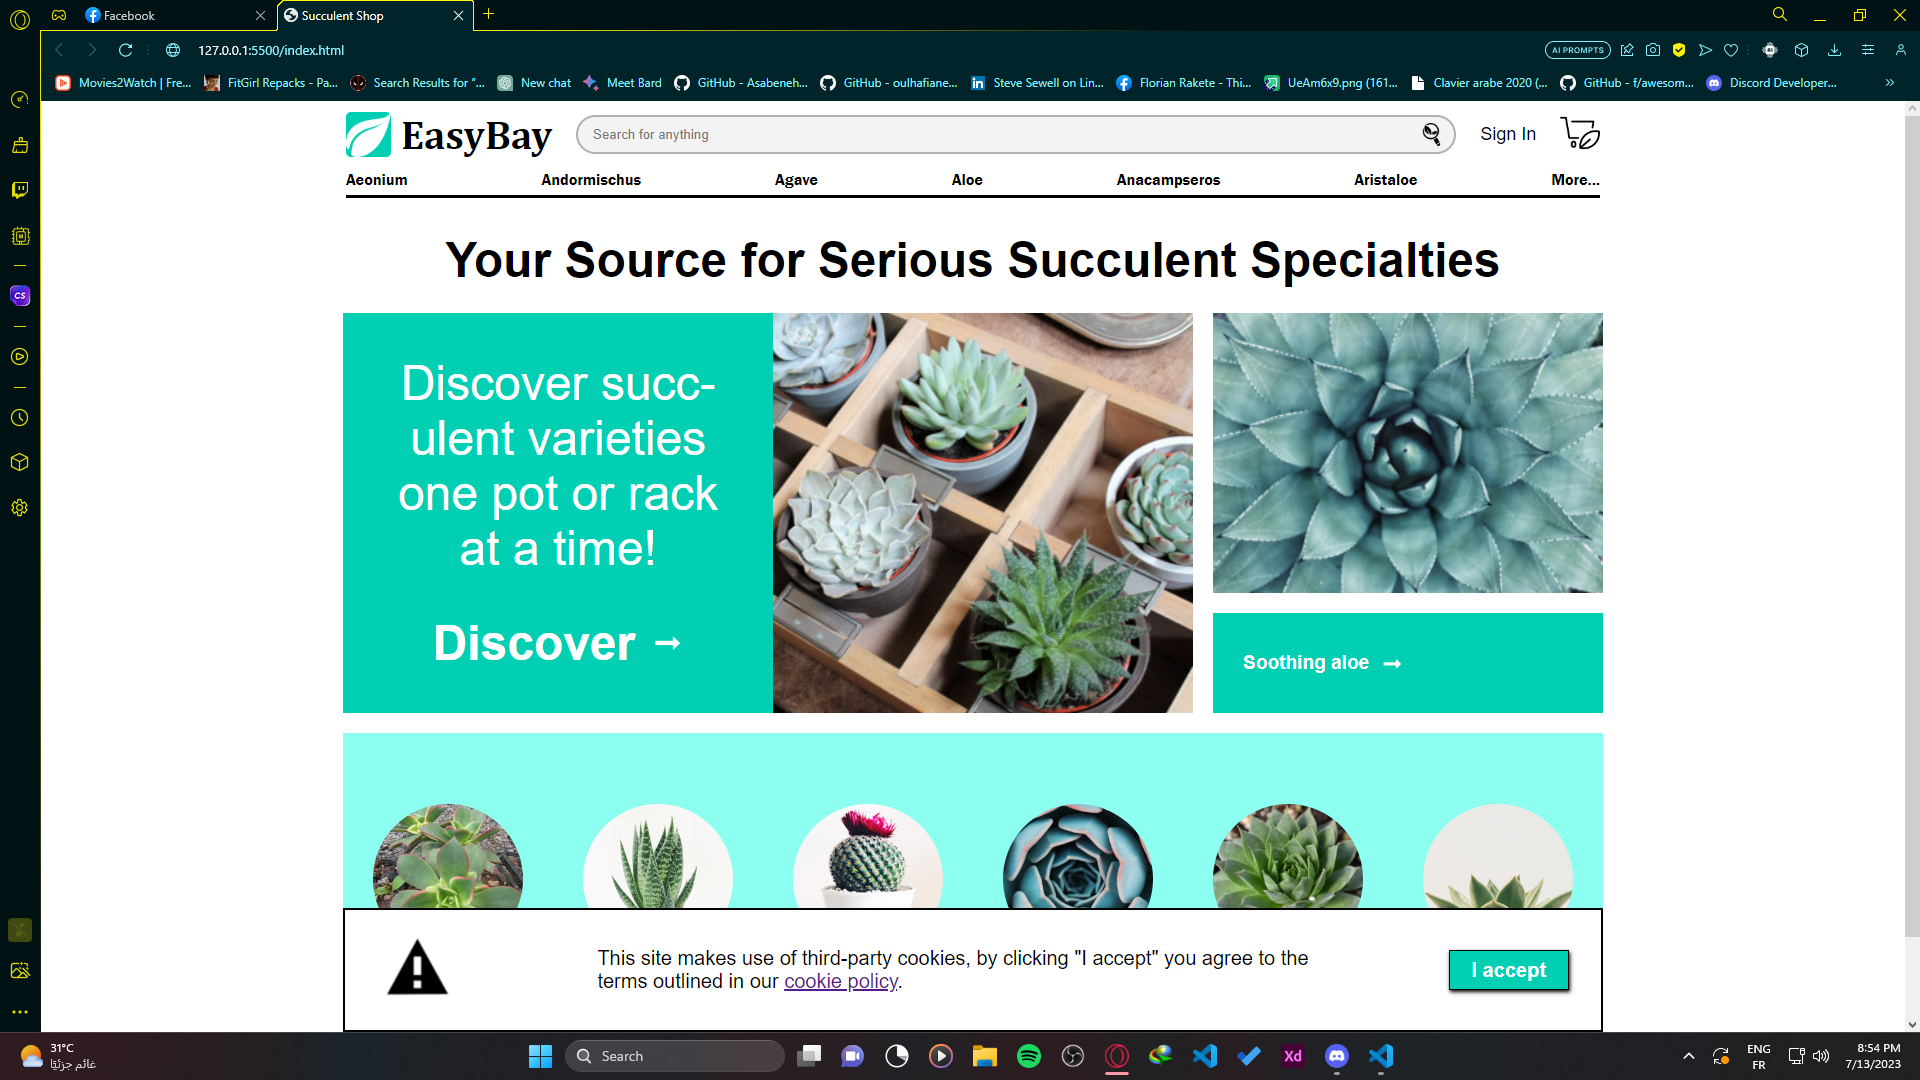 Facebook
Succulent Shop
127.0.0.1:5500/index.html
AI PROMPTS
Movies2Watch | Fre...
FitGirl Repacks - Pa...
Search Results for “...
New chat
Meet Bard
GitHub - Asabeneh...
GitHub - oulhafiane...
Steve Sewell on Lin...
Florian Rakete - Thi...
UeAm6x9.png (161...
Clavier arabe 2020 (...
GitHub - f/awesom...
Discord Developer...
EasyBay
Search for anything
Sign In
Aeonium
Andormischus
Agave
Aloe
Anacampseros
Aristaloe
More...
Your Source for Serious Succulent Specialties
Discover succ-
ulent varieties
one pot or rack
at a time!
Discover →
Soothing aloe →
This site makes use of third-party cookies, by clicking "I accept" you agree to the
terms outlined in our cookie policy.
I accept
CS
31°C
غائم جزئيًا
Search
Xd
ENG
FR
8:54 PM
7/13/2023